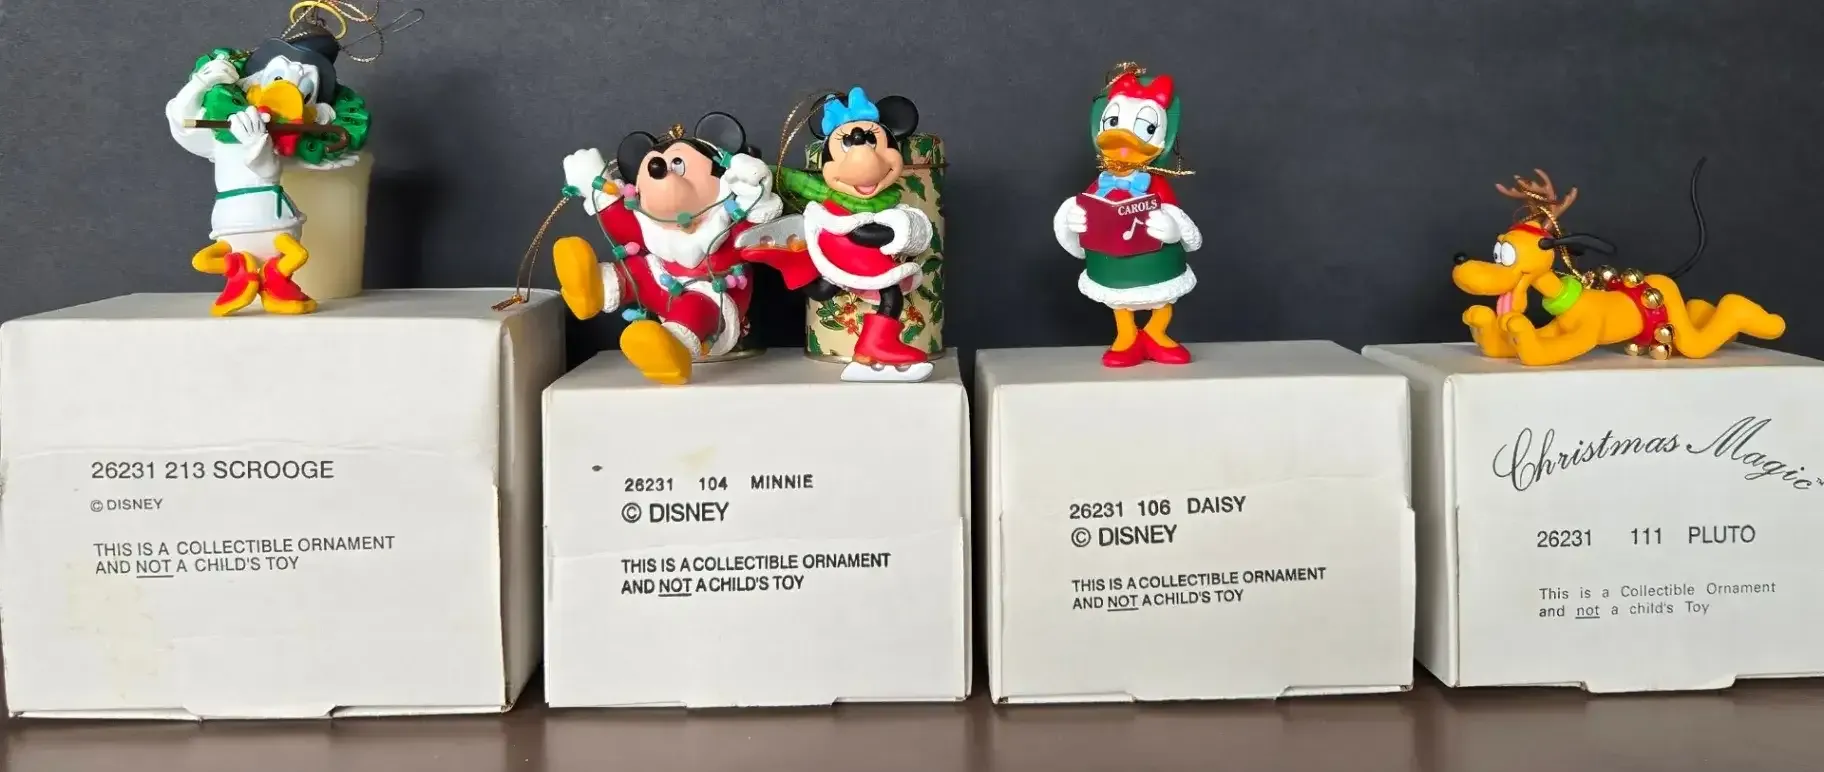 26231 213 SCROOGE
© DISNEY
THIS IS A COLLECTIBLE ORNAMENT
AND NOT A CHILD'S TOY
26231 104 MINNIE
© DISNEY
THIS IS A COLLECTIBLE ORNAMENT
AND NOT A CHILD'S TOY
CAROLS
26231 106 DAISY
© DISNEY
THIS IS A COLLECTIBLE ORNAMENT
AND NOT A CHILD'S TOY
Christmas Magic™
26231 111 PLUTO
This is a Collectible Ornament
and not a child's Toy